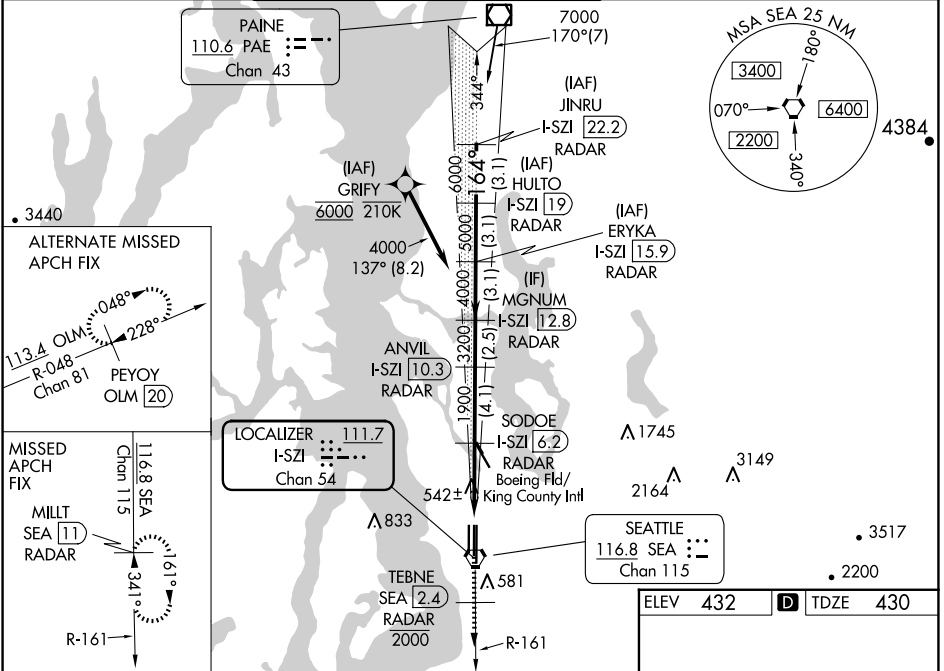 PAINE
110.6 PAE
Chan 43
7000
170°(7)
344°
(IAF)
JINRU
I-SZI 22.2
RADAR
MSA SEA 25 NM
180°
3400
070°
6400
2200
340°
4384
(IAF)
GRIFY
6000 210K
6000
164°
(3.1)
(IAF)
HULTO
I-SZI 19
RADAR
3440
4000
137° (8.2)
5000
(3.1)
(IAF)
ERYKA
I-SZI 15.9
RADAR
4000
(3.1)
(IF)
MGNUM
I-SZI 12.8
RADAR
ALTERNATE MISSED
APCH FIX
048°
228°
113.4 OLM
R-048
Chan 81
PEYOY
OLM 20
ANVIL
I-SZI 10.3
RADAR
3200
(2.5)
1900
(4.1)
SODOE
I-SZI 6.2
RADAR
Boeing Fld/
King County Intl
LOCALIZER 111.7
I-SZI
Chan 54
542±
833
1745
2164
3149
MISSED
APCH
FIX
116.8 SEA
Chan 115
MILLT
SEA 11
RADAR
161°
341°
R-161
SEATTLE
116.8 SEA
Chan 115
3517
2200
TEBNE
SEA 2.4
RADAR
2000
581
R-161
ELEV 432 D TDZE 430